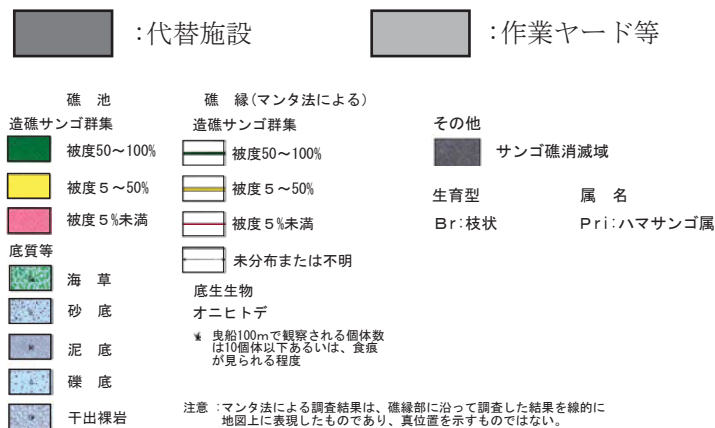 :代替施設
:作業ヤード等
礁 池
造礁サンゴ群集
被度50~100%
被度5~50%
被度5%未満
底質等
海 草
砂 底
泥 底
礫 底
干出裸岩
礁 縁(マンタ法による)
造礁サンゴ群集
被度50~100%
被度5~50%
被度5%未満
未分布または不明
底生生物
オニヒトデ
曳船100mで観察される個体数
は10個体以下あるいは、食痕
が見られる程度
その他
サンゴ礁消滅域
生育型
Br:枝状
属 名
Pri:ハマサンゴ属
注意 :マンタ法による調査結果は、礁縁部に沿って調査した結果を線的に
地図上に表現したものであり、真位置を示すものではない。